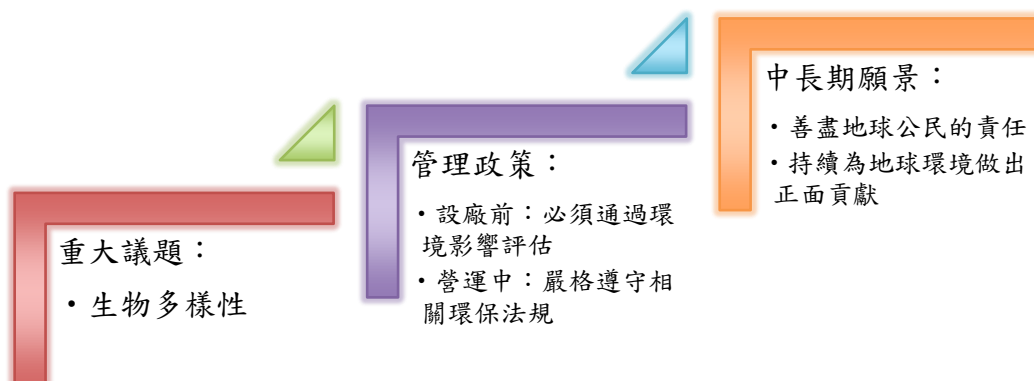 重大議題：
・生物多樣性
管理政策：
・設廠前：必須通過環
境影響評估
・營運中：嚴格遵守相
關環保法規
中長期願景：
・善盡地球公民的責任
・持續為地球環境做出
正面貢獻